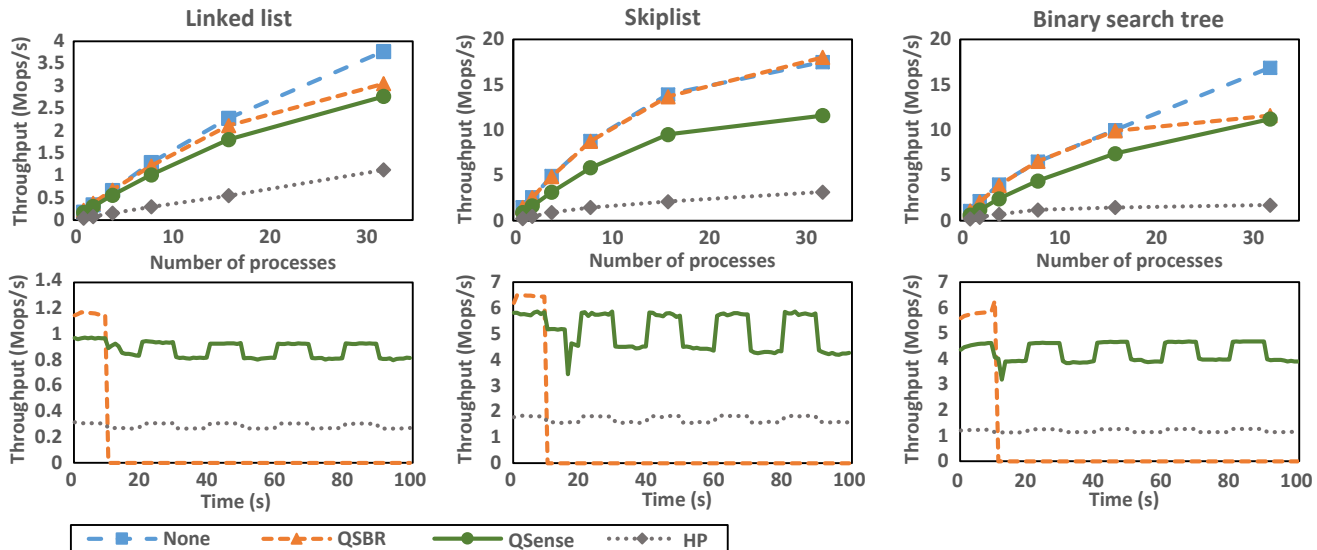 Linked list
Skiplist
Binary search tree
Throughput (Mops/s)
4
3.5
3
2.5
2
1.5
1
0.5
0
0 10 20 30
Number of processes
Throughput (Mops/s)
20
15
10
5
0
0 10 20 30
Number of processes
Throughput (Mops/s)
20
15
10
5
0
0 10 20 30
Number of processes
Throughput (Mops/s)
1.4
1.2
1
0.8
0.6
0.4
0.2
0
0 20 40 60 80 100
Time (s)
Throughput (Mops/s)
7
6
5
4
3
2
1
0
0 20 40 60 80 100
Time (s)
Throughput (Mops/s)
7
6
5
4
3
2
1
0
0 20 40 60 80 100
Time (s)
None QSBR QSense HP